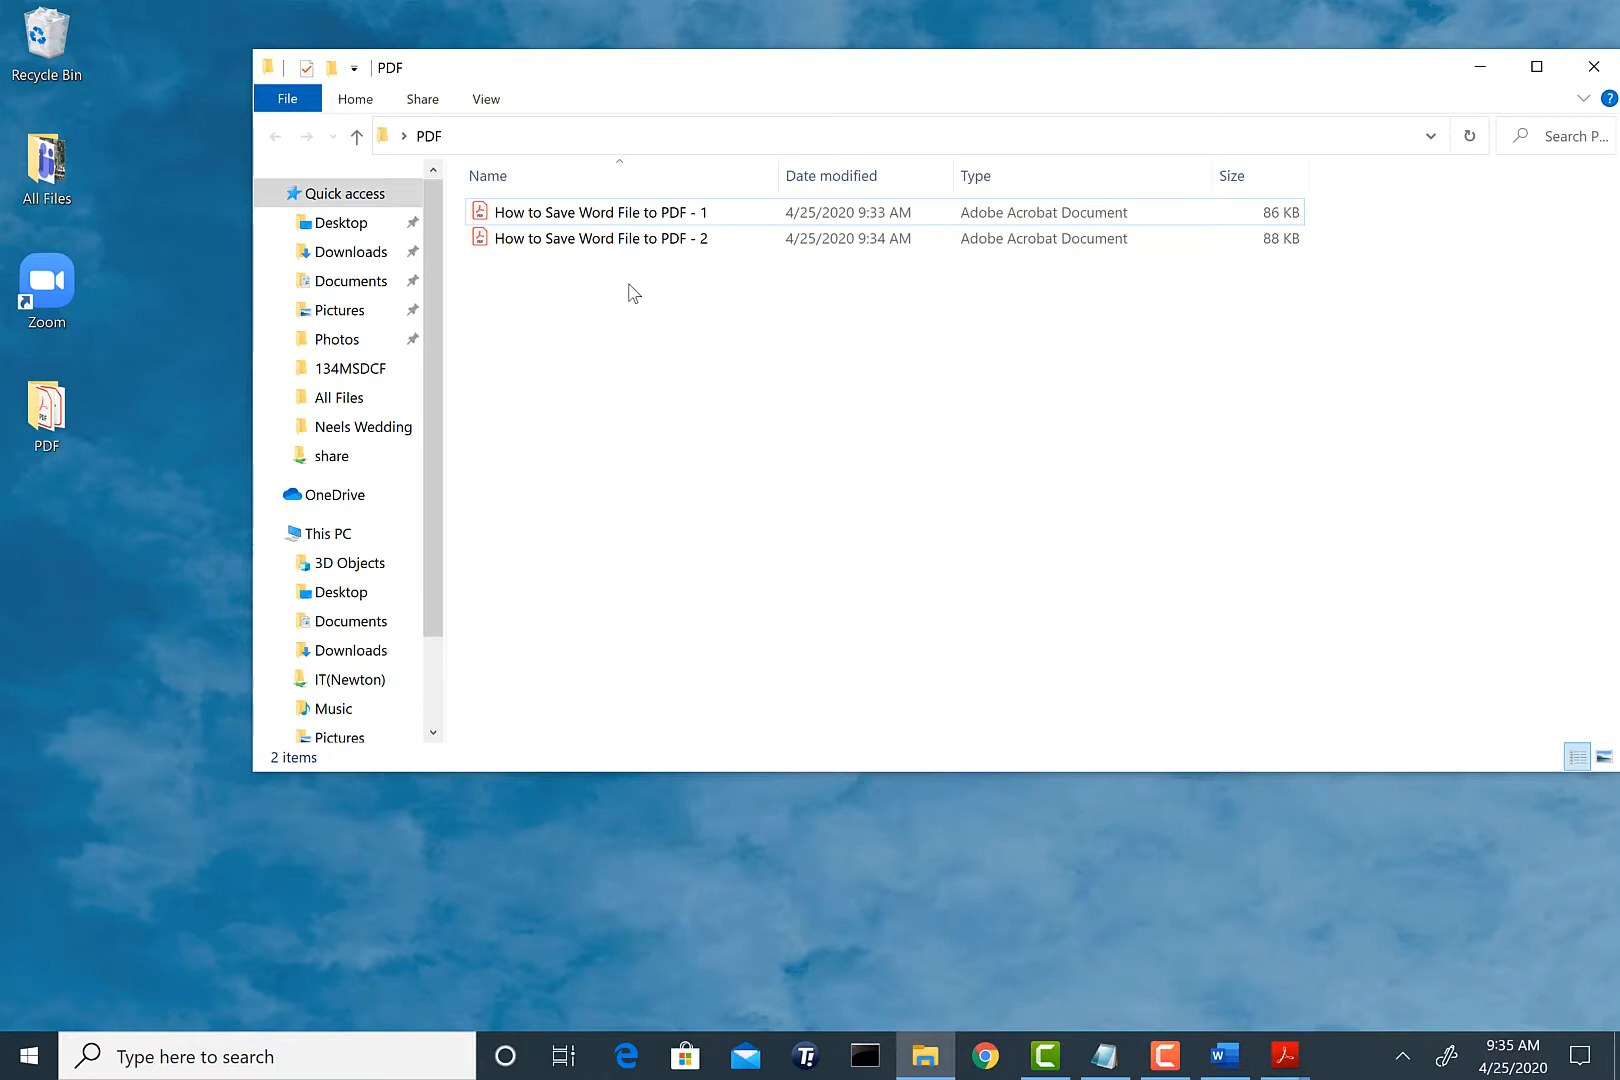 Recycle Bin
All Files
Zoom
PDF
PDF
File Home Share View
PDF
Search P...
Name Date modified Type Size
How to Save Word File to PDF - 1 4/25/2020 9:33 AM Adobe Acrobat Document 86 KB
How to Save Word File to PDF - 2 4/25/2020 9:34 AM Adobe Acrobat Document 88 KB
Quick access
Desktop
Downloads
Documents
Pictures
Photos
134MSDCF
All Files
Neels Wedding
share
OneDrive
This PC
3D Objects
Desktop
Documents
Downloads
IT(Newton)
Music
Pictures
2 items
Type here to search
9:35 AM
4/25/2020